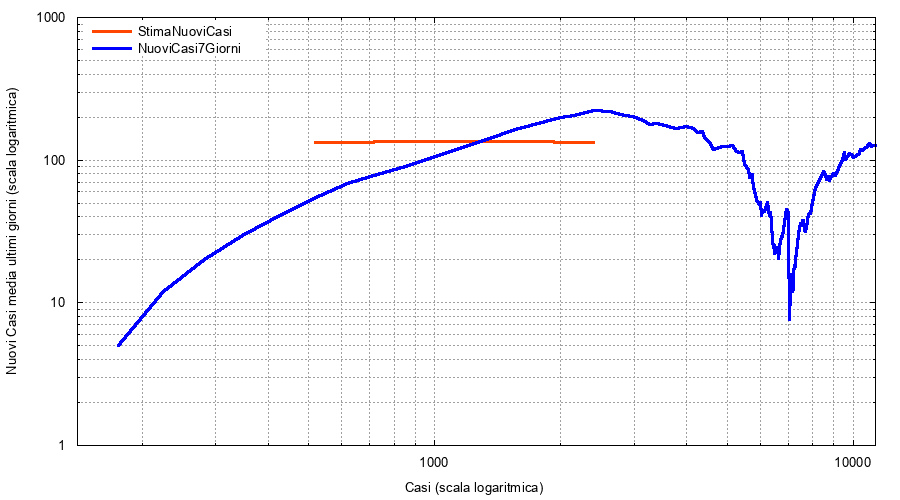 1000
StimaNuoviCasi
NuoviCasi7Giorni
Nuovi Casi media ultimi giorni (scala logaritmica)
100
10
1
1000
10000
Casi (scala logaritmica)